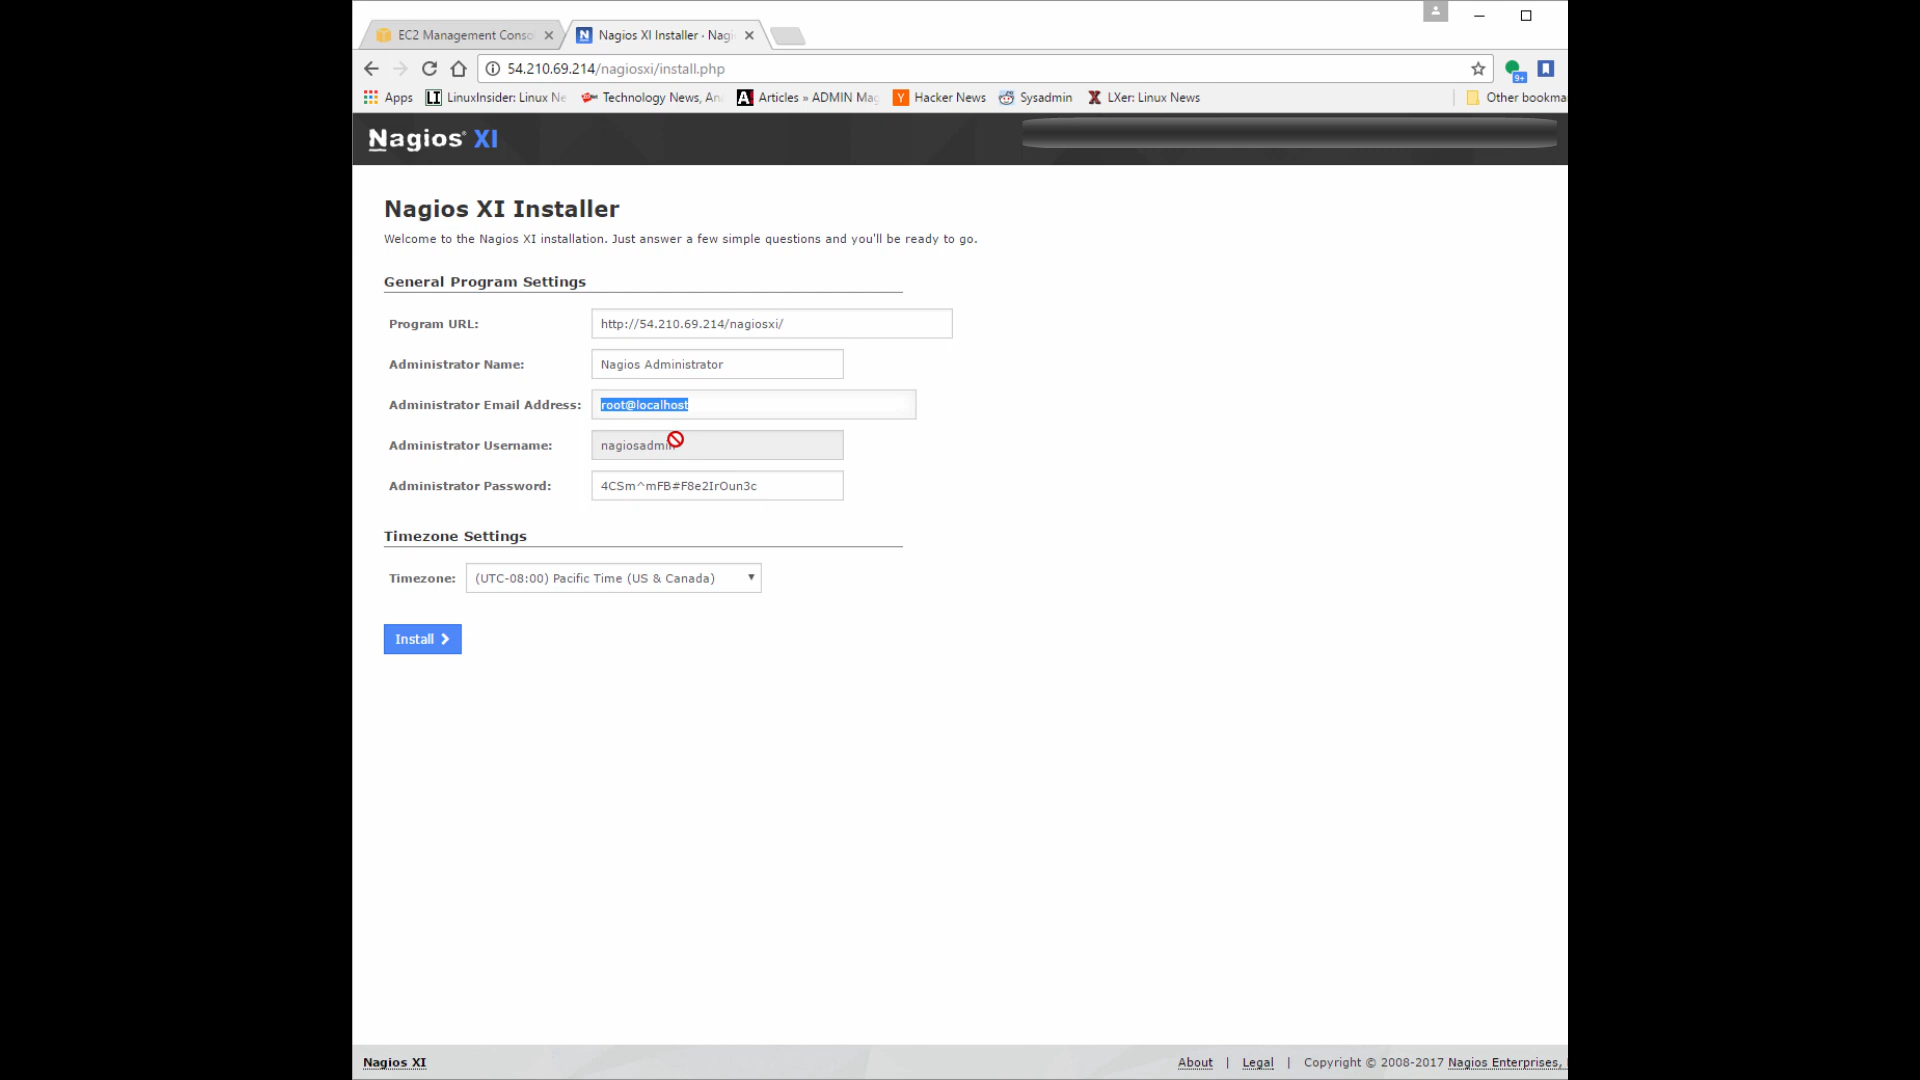 EC2 Management Conso
Nagios XI Installer · Nagi
54.210.69.214/nagiosxi/install.php
9+
Apps
LI LinuxInsider: Linux Ne
Technology News, An
A Articles » ADMIN Mag
Y Hacker News
Sysadmin
X LXer: Linux News
Other bookma
Nagios® XI
Nagios XI Installer
Welcome to the Nagios XI installation. Just answer a few simple questions and you'll be ready to go.
General Program Settings
Program URL: http://54.210.69.214/nagiosxi/
Administrator Name: Nagios Administrator
Administrator Email Address: root@localhost
Administrator Username: nagiosadmin
Administrator Password: 4CSm^mFB#F8e2IrOun3c
Timezone Settings
Timezone: (UTC-08:00) Pacific Time (US & Canada)
Install
Nagios XI
About | Legal | Copyright © 2008-2017 Nagios Enterprises,